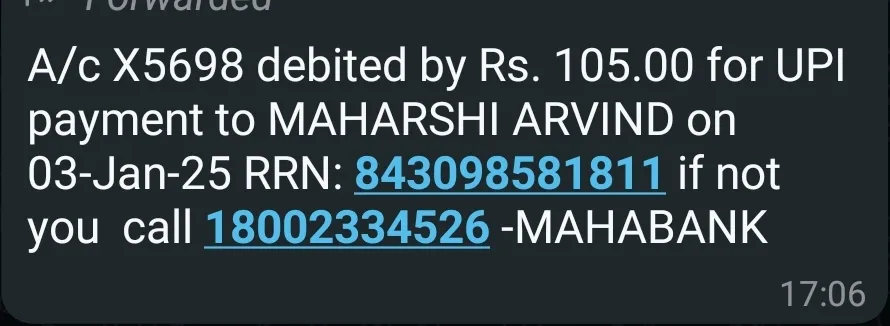 Forwarded
A/c X5698 debited by Rs. 105.00 for UPI
payment to MAHARSHI ARVIND on
03-Jan-25 RRN: 843098581811 if not
you  call 18002334526 -MAHABANK
17:06